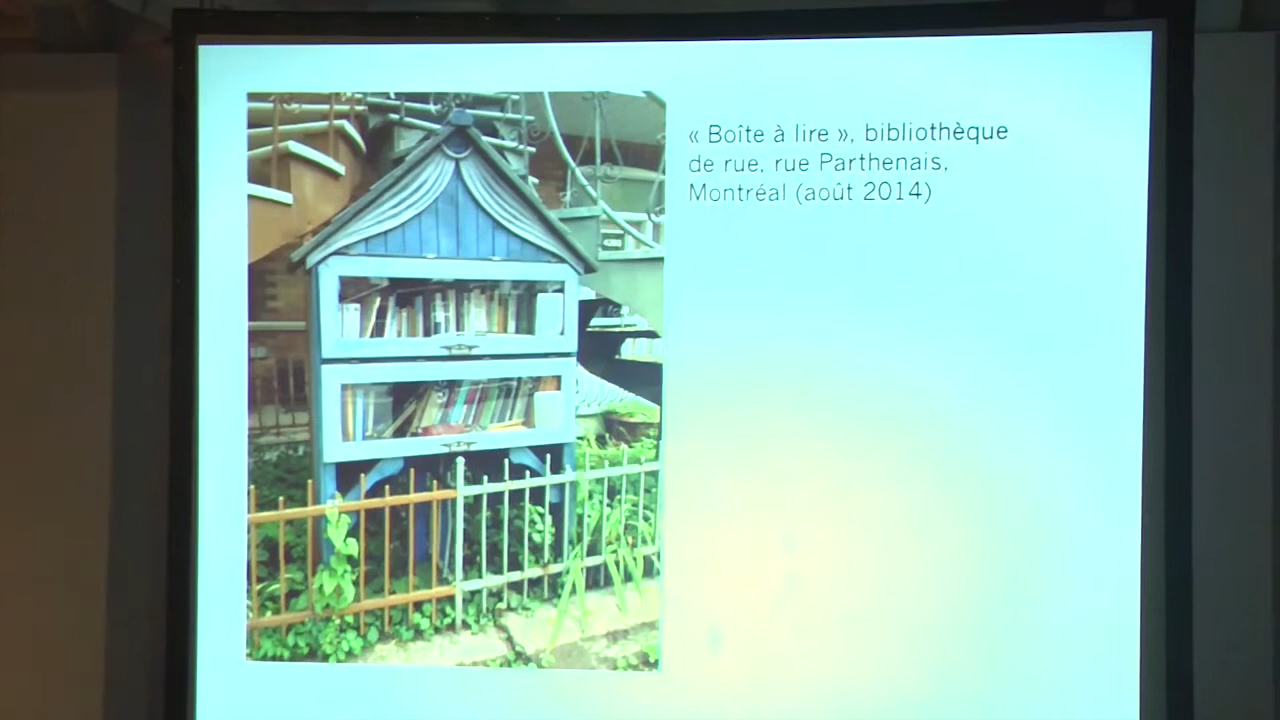 « Boîte à lire », bibliothèque
de rue, rue Parthenais,
Montréal (août 2014)